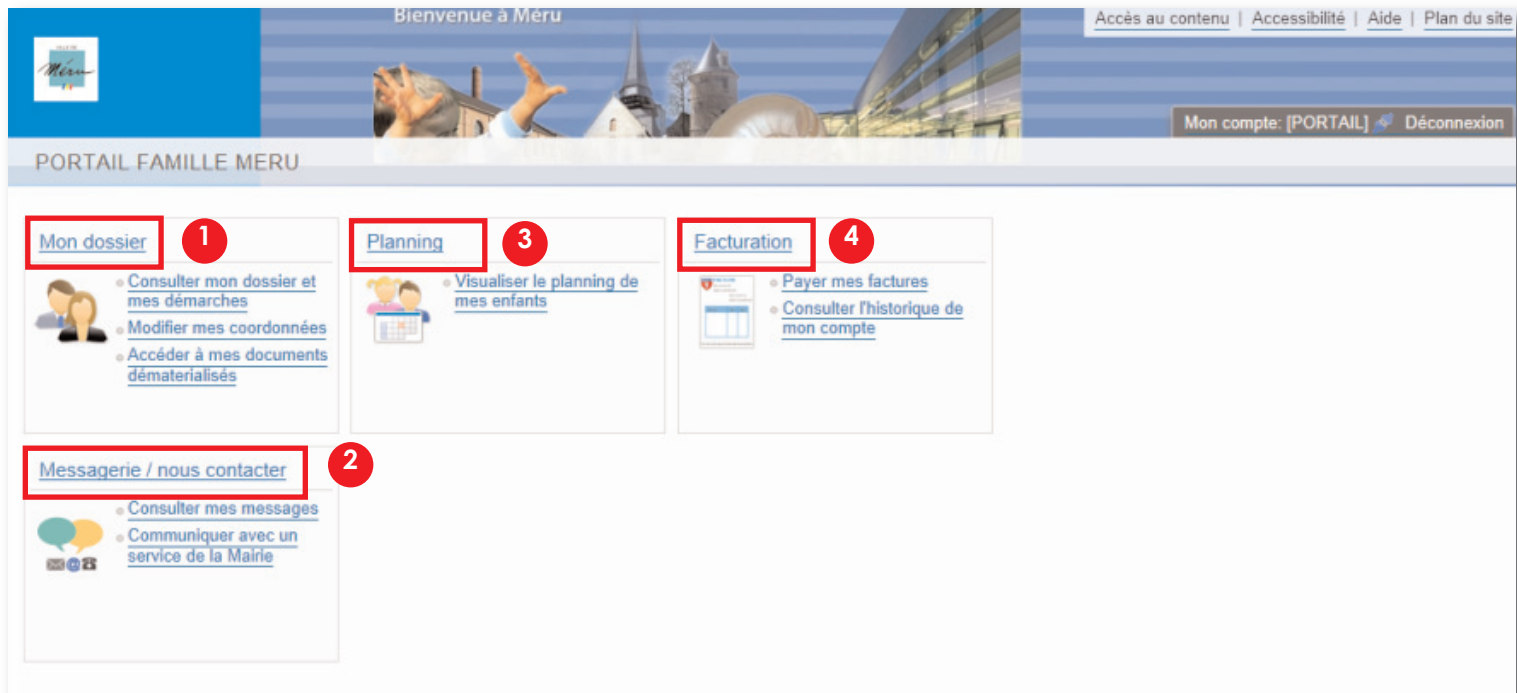 Bienvenue à Méru
Accès au contenu | Accessibilité | Aide | Plan du site
VILLE DE
Méru
Mon compte: [PORTAIL] Déconnexion
PORTAIL FAMILLE MERU
Mon dossier
1
Consulter mon dossier et
mes démarches
Modifier mes coordonnées
Accéder à mes documents
dématerialisés
Planning
3
Visualiser le planning de
mes enfants
Facturation
4
Payer mes factures
Consulter l'historique de
mon compte
Messagerie / nous contacter
2
Consulter mes messages
Communiquer avec un
service de la Mairie